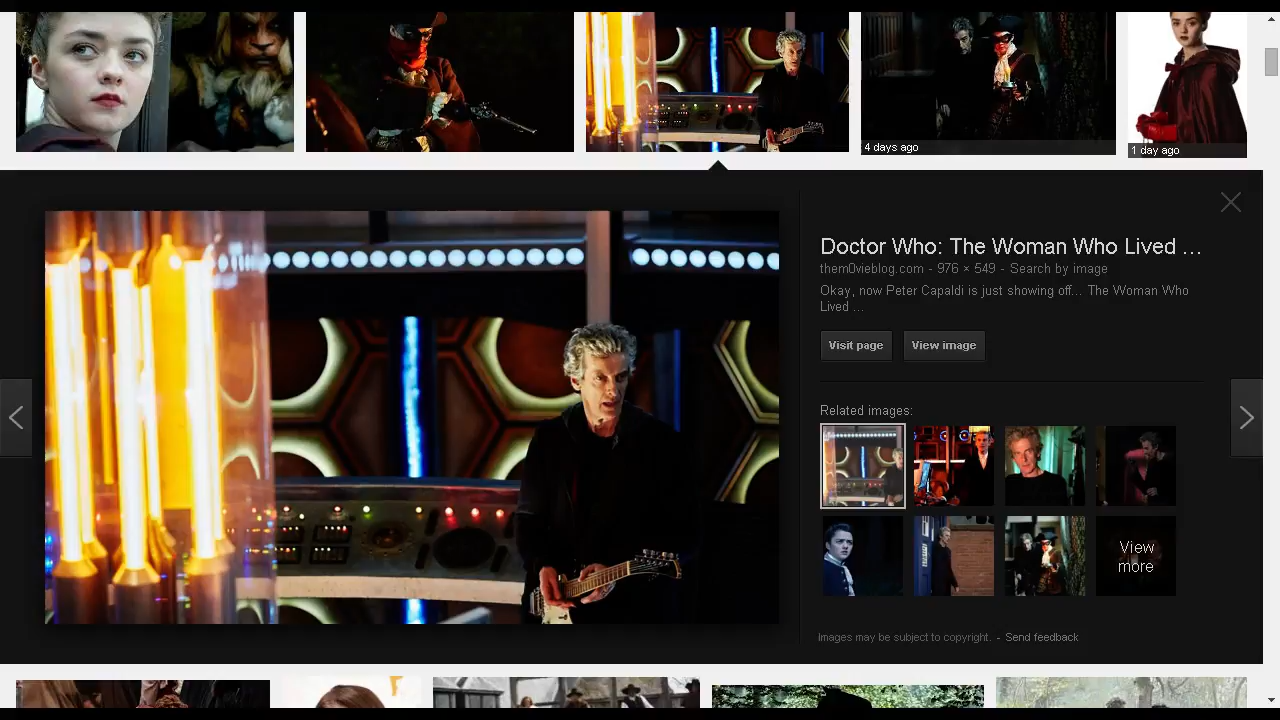 4 days ago
1 day ago
Doctor Who: The Woman Who Lived ...
them0vieblog.com - 976 × 549 - Search by image
Okay, now Peter Capaldi is just showing off... The Woman Who
Lived ...
Visit page
View image
Related images:
View
more
Images may be subject to copyright. - Send feedback